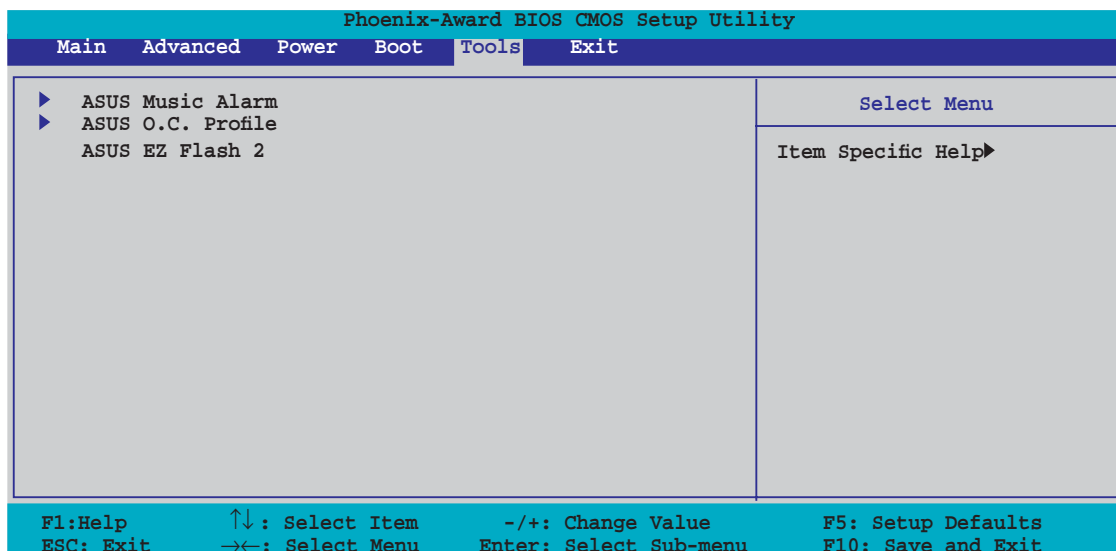 Phoenix-Award BIOS CMOS Setup Utility
Main Advanced Power Boot Tools Exit
ASUS Music Alarm
ASUS O.C. Profile
ASUS EZ Flash 2
Select Menu
Item Specific Help
F1:Help ↑↓: Select Item -/+: Change Value F5: Setup Defaults
ESC: Exit →←: Select Menu Enter: Select Sub-menu F10: Save and Exit